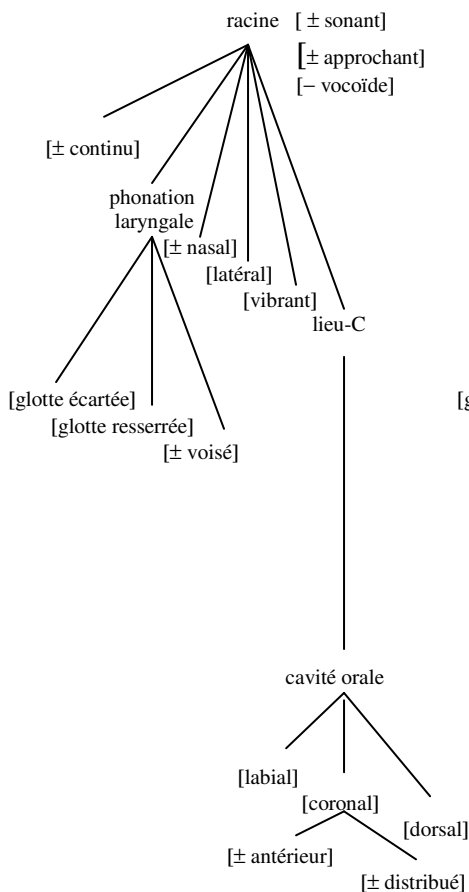 racine [ ± sonant]
[± approchant]
[– vocoïde]
[± continu]
phonation
laryngale
[± nasal]
[latéral]
[vibrant]
lieu-C
[glotte écartée]
[g
[glotte resserrée]
[± voisé]
cavité orale
[labial]
[coronal]
[dorsal]
[± antérieur]
[± distribué]